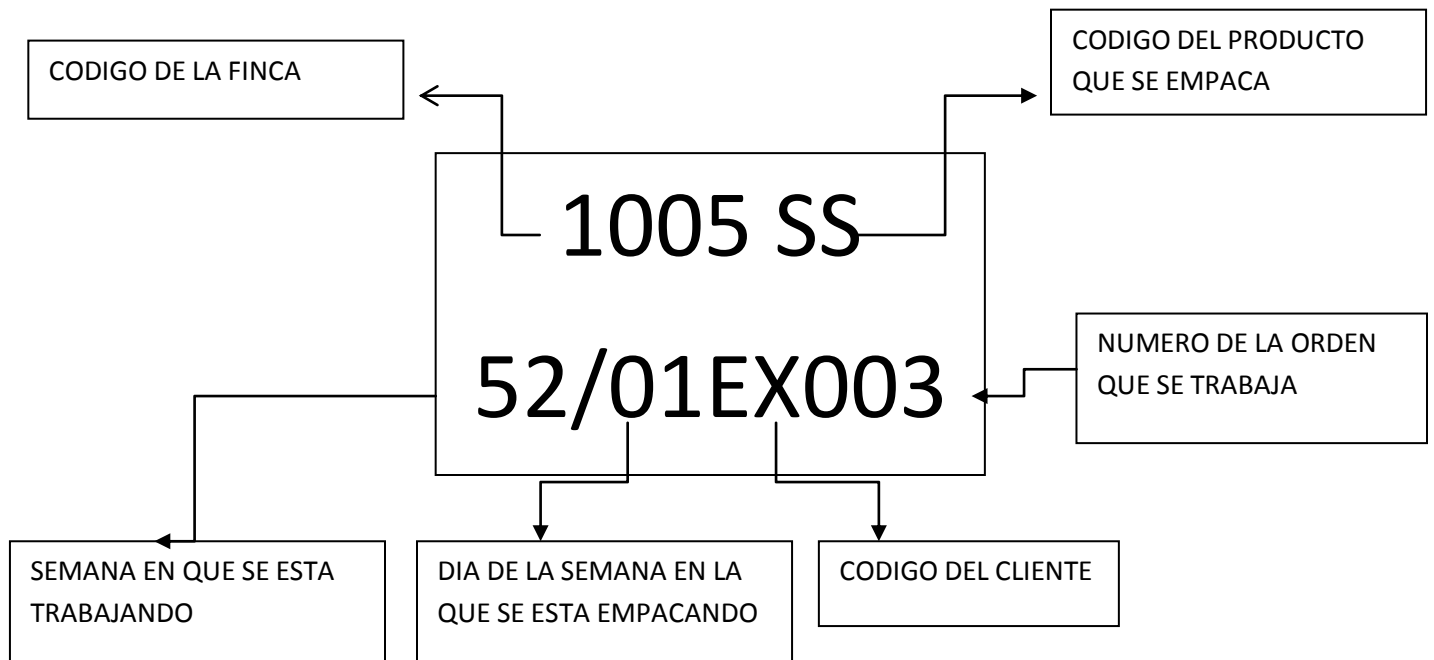 CODIGO DE LA FINCA
CODIGO DEL PRODUCTO
QUE SE EMPACA
1005 SS
52/01EX003
NUMERO DE LA ORDEN
QUE SE TRABAJA
SEMANA EN QUE SE ESTA
TRABAJANDO
DIA DE LA SEMANA EN LA
QUE SE ESTA EMPACANDO
CODIGO DEL CLIENTE